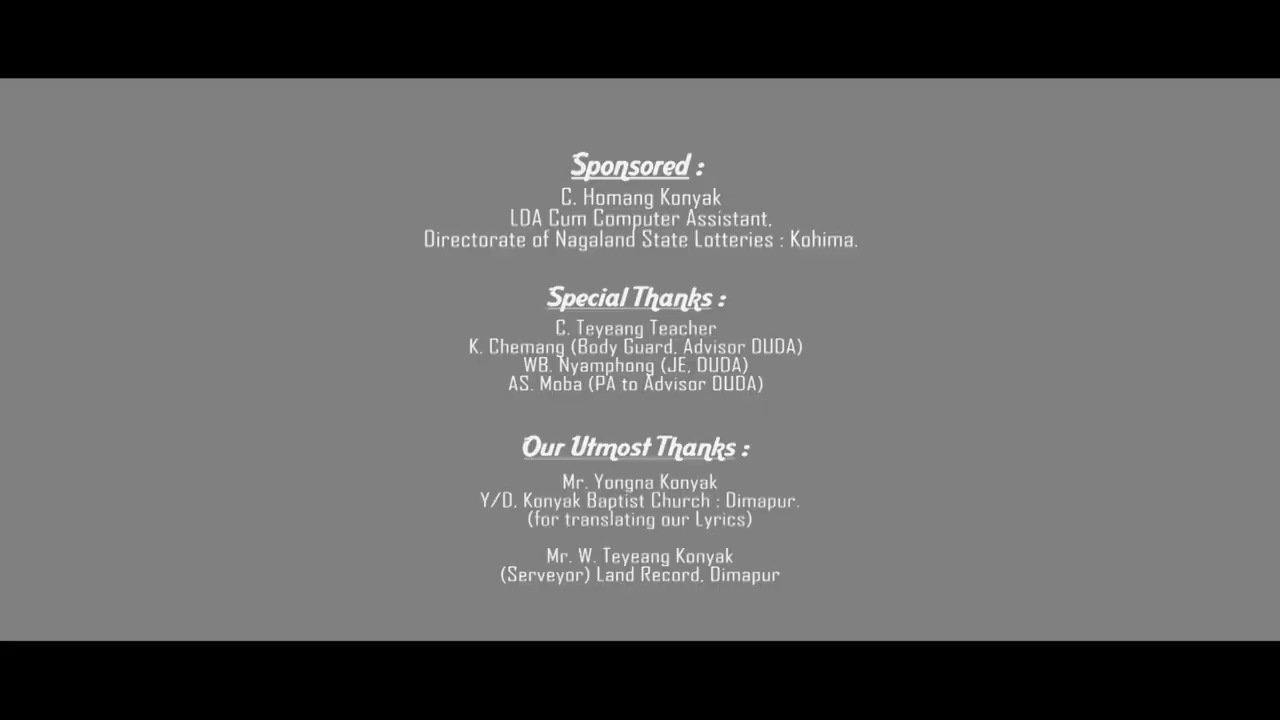 Sponsored :
C. Homang Konyak
LDA Cum Computer Assistant,
Directorate of Nagaland State Lotteries : Kohima.
Special Thanks :
C. Teyeang Teacher
K. Chemang (Body Guard, Advisor DUDA)
WB. Nyamphong (JE, DUDA)
AS. Moba (PA to Advisor DUDA)
Our Utmost Thanks :
Mr. Yongna Konyak
Y/D, Konyak Baptist Church : Dimapur.
(for translating our Lyrics)
Mr. W. Teyeang Konyak
(Serveyor) Land Record, Dimapur